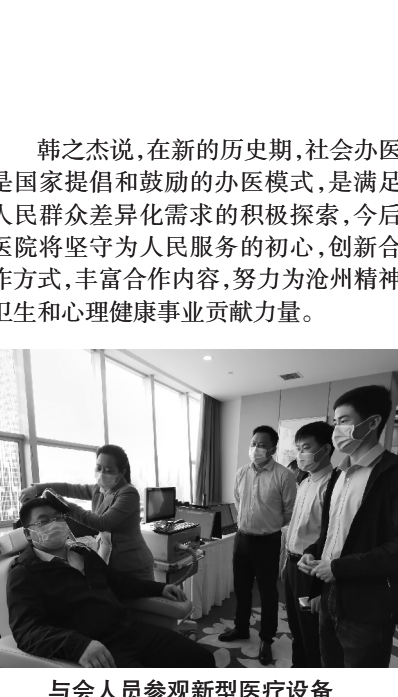 韩之杰说，在新的历史期，社会办医
是国家提倡和鼓励的办医模式，是满足
人民群众差异化需求的积极探索，今后
医院将坚守为人民服务的初心，创新合
作方式，丰富合作内容，努力为沧州精神
卫生和心理健康事业贡献力量。
与会人员参观新型医疗设备